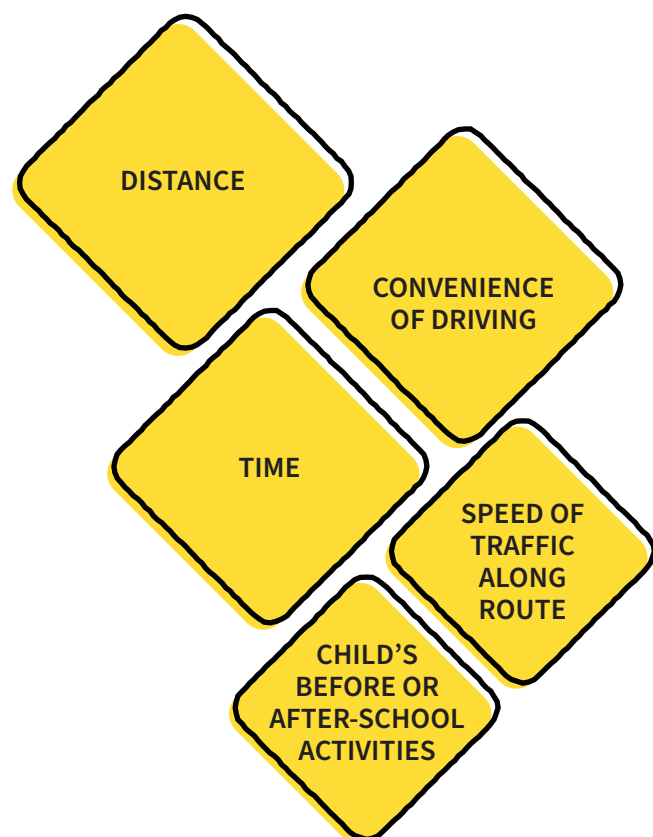 DISTANCE
CONVENIENCE
OF DRIVING
TIME
SPEED OF
TRAFFIC
ALONG
ROUTE
CHILD’S
BEFORE OR
AFTER-SCHOOL
ACTIVITIES